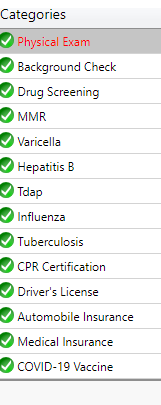 Categories
Physical Exam
Background Check
Drug Screening
MMR
Varicella
Hepatitis B
Tdap
Influenza
Tuberculosis
CPR Certification
Driver's License
Automobile Insurance
Medical Insurance
COVID-19 Vaccine